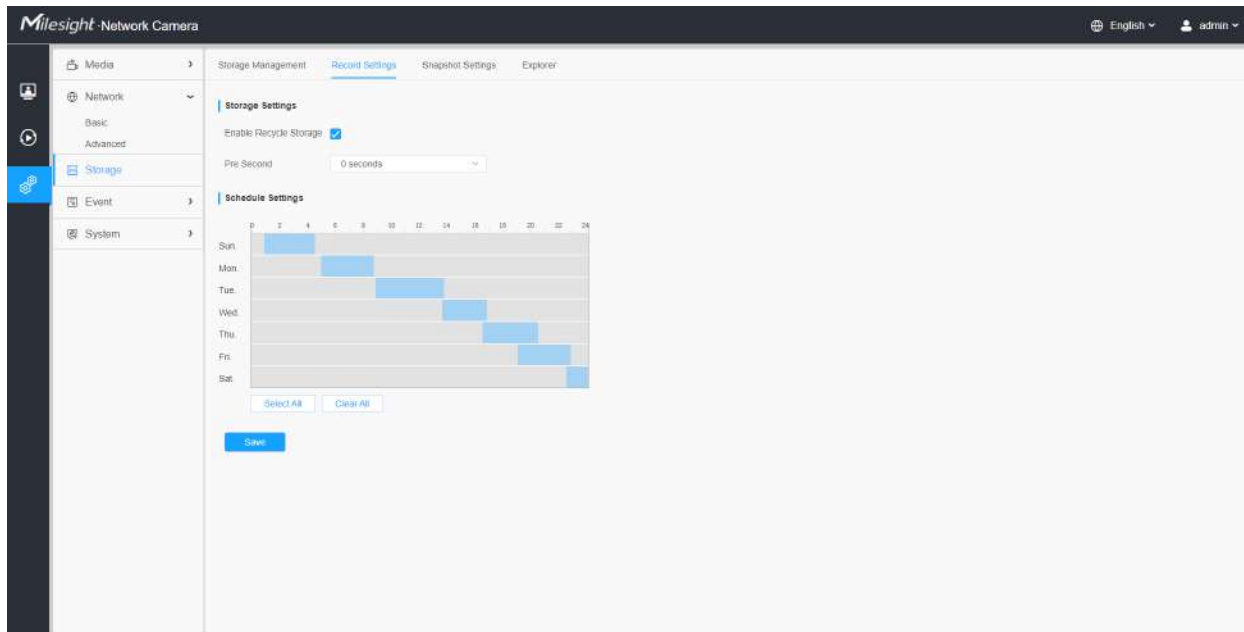 Milesight·Network Camera
English
admin
Media
Network
Basic
Advanced
Storage
Event
System
Storage Management Record Settings Snapshot Settings Explorer
Storage Settings
Enable Recycle Storage
Pre Second 0 seconds
Schedule Settings
0 2 4 6 8 10 12 14 16 18 20 22 24
Sun.
Mon.
Tue.
Wed.
Thu.
Fri.
Sat.
Select All Clear All
Save